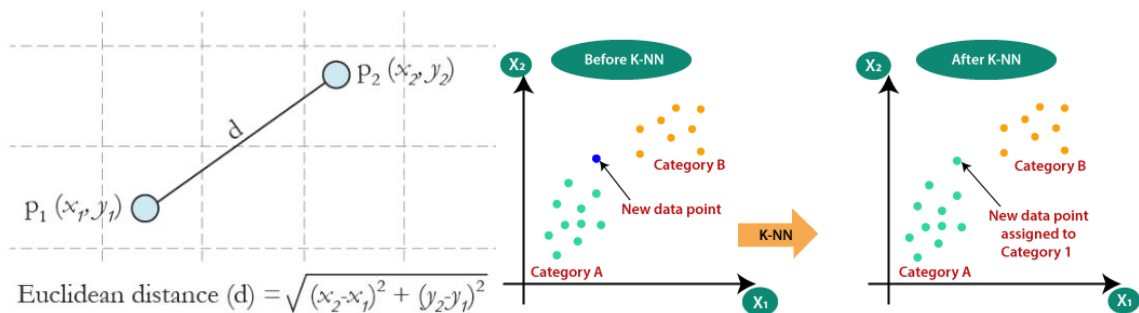 p₂ (x₂, y₂)
d
p₁ (x₁, y₁)
Euclidean distance (d) = √(x₂-x₁)² + (y₂-y₁)²
X₂
Before K-NN
Category B
New data point
Category A
X₁
K-NN
X₂
After K-NN
Category B
New data point
assigned to
Category 1
Category A
X₁